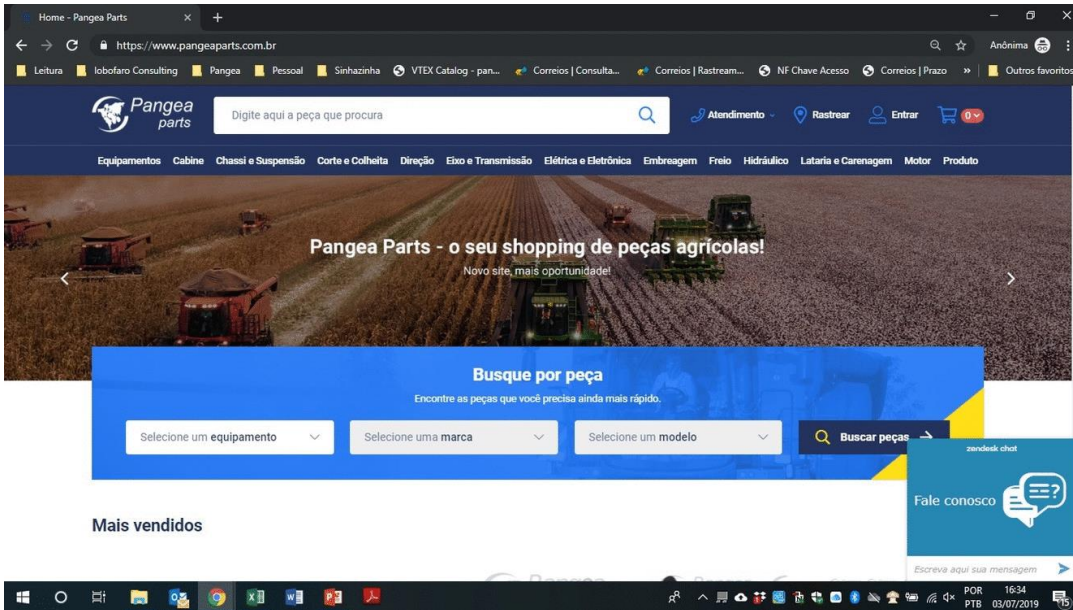 Home - Pangea Parts
https://www.pangeaparts.com.br
Anônima
Leitura
lobofaro Consulting
Pangea
Pessoal
Sinhazinha
VTEX Catalog - pan...
Correios | Consulta...
Correios | Rastream...
NF Chave Acesso
Correios | Prazo
»
Outros favoritos
Pangea
parts
Digite aqui a peça que procura
Atendimento
Rastrear
Entrar
0
Equipamentos
Cabine
Chassi e Suspensão
Corte e Colheita
Direção
Eixo e Transmissão
Elétrica e Eletrônica
Embreagem
Freio
Hidráulico
Lataria e Carenagem
Motor
Produto
Pangea Parts - o seu shopping de peças agrícolas!
Novo site, mais oportunidade!
Busque por peça
Encontre as peças que você precisa ainda mais rápido.
Selecione um equipamento
Selecione uma marca
Selecione um modelo
Buscar peças
zendesk chat
Fale conosco
Escreva aqui sua mensagem
Mais vendidos
POR
PTB
16:34
03/07/2019
15